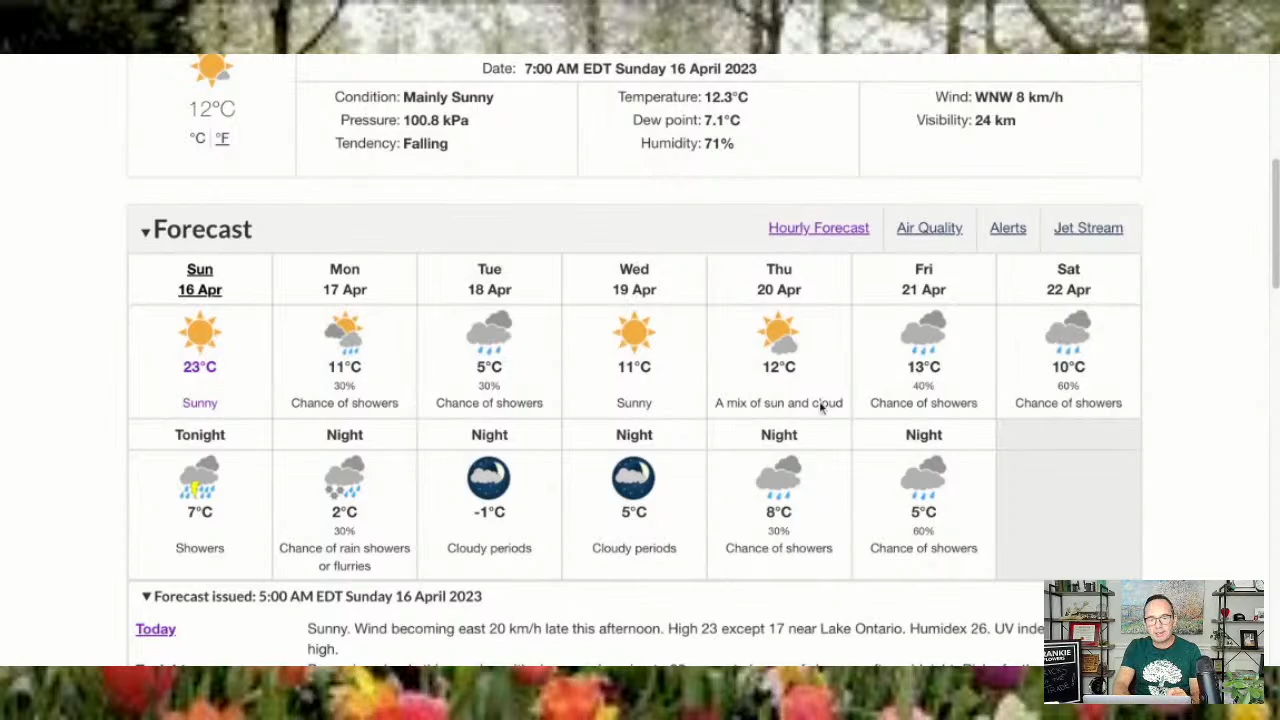 Date: 7:00 AM EDT Sunday 16 April 2023
12°C
°C | °F
Condition: Mainly Sunny
Pressure: 100.8 kPa
Tendency: Falling
Temperature: 12.3°C
Dew point: 7.1°C
Humidity: 71%
Wind: WNW 8 km/h
Visibility: 24 km
Forecast
Hourly Forecast
Air Quality
Alerts
Jet Stream
Sun
16 Apr
Mon
17 Apr
Tue
18 Apr
Wed
19 Apr
Thu
20 Apr
Fri
21 Apr
Sat
22 Apr
23°C
Sunny
11°C
30%
Chance of showers
5°C
30%
Chance of showers
11°C
Sunny
12°C
A mix of sun and cloud
13°C
40%
Chance of showers
10°C
60%
Chance of showers
Tonight
Night
Night
Night
Night
Night
7°C
Showers
2°C
30%
Chance of rain showers
or flurries
-1°C
Cloudy periods
5°C
Cloudy periods
8°C
30%
Chance of showers
5°C
60%
Chance of showers
Forecast issued: 5:00 AM EDT Sunday 16 April 2023
Today
Sunny. Wind becoming east 20 km/h late this afternoon. High 23 except 17 near Lake Ontario. Humidex 26. UV
high.
FRANKIE
FLOWERS